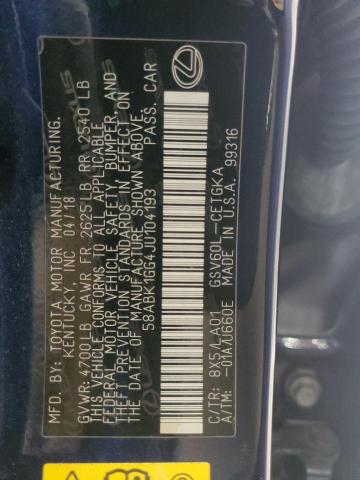 MFD. BY: TOYOTA MOTOR MANUFACTURING,
KENTUCKY, INC. 04/18
GVWR: 4700LB GAWR FR 2625LB RR 2540LB
THIS VEHICLE CONFORMS TO ALL APPLICABLE
FEDERAL MOTOR VEHICLE SAFETY, BUMPER, AND
THEFT PREVENTION STANDARDS IN EFFECT ON
THE DATE OF MANUFACTURE SHOWN ABOVE.
58ABK1GG4JU104193 PASS. CAR
C/TR: 8X5/LA01 GSV60L-CETGKA
A/TM: -01A/U660E MADE IN U.S.A. 99316